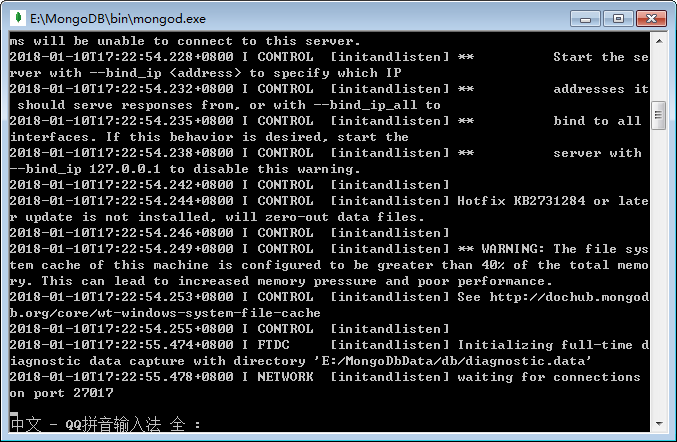 E:\MongoDB\bin\mongod.exe
ms will be unable to connect to this server.
2018-01-10T17:22:54.228+0800 I CONTROL  [initandlisten] **          Start the se
rver with --bind_ip <address> to specify which IP
2018-01-10T17:22:54.232+0800 I CONTROL  [initandlisten] **          addresses it
 should serve responses from, or with --bind_ip_all to
2018-01-10T17:22:54.235+0800 I CONTROL  [initandlisten] **          bind to all
interfaces. If this behavior is desired, start the
2018-01-10T17:22:54.238+0800 I CONTROL  [initandlisten] **          server with
--bind_ip 127.0.0.1 to disable this warning.
2018-01-10T17:22:54.242+0800 I CONTROL  [initandlisten]
2018-01-10T17:22:54.244+0800 I CONTROL  [initandlisten] Hotfix KB2731284 or late
r update is not installed, will zero-out data files.
2018-01-10T17:22:54.246+0800 I CONTROL  [initandlisten]
2018-01-10T17:22:54.249+0800 I CONTROL  [initandlisten] ** WARNING: The file sys
tem cache of this machine is configured to be greater than 40% of the total memo
ry. This can lead to increased memory pressure and poor performance.
2018-01-10T17:22:54.253+0800 I CONTROL  [initandlisten] See http://dochub.mongod
b.org/core/wt-windows-system-file-cache
2018-01-10T17:22:54.255+0800 I CONTROL  [initandlisten]
2018-01-10T17:22:55.474+0800 I FTDC     [initandlisten] Initializing full-time d
iagnostic data capture with directory 'E:/MongoDbData/db/diagnostic.data'
2018-01-10T17:22:55.478+0800 I NETWORK  [initandlisten] waiting for connections
on port 27017
中文 - QQ拼音输入法 全 :